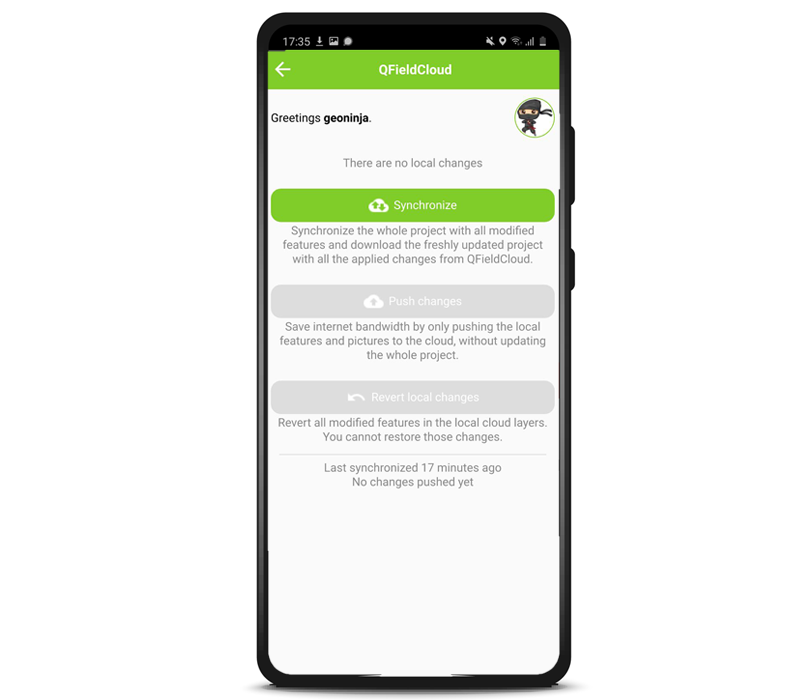 17:35
QFieldCloud
Greetings geoninja.
There are no local changes
Synchronize
Synchronize the whole project with all modified
features and download the freshly updated project
with all the applied changes from QFieldCloud.
Push changes
Save internet bandwidth by only pushing the local
features and pictures to the cloud, without updating
the whole project.
Revert local changes
Revert all modified features in the local cloud layers.
You cannot restore those changes.
Last synchronized 17 minutes ago
No changes pushed yet